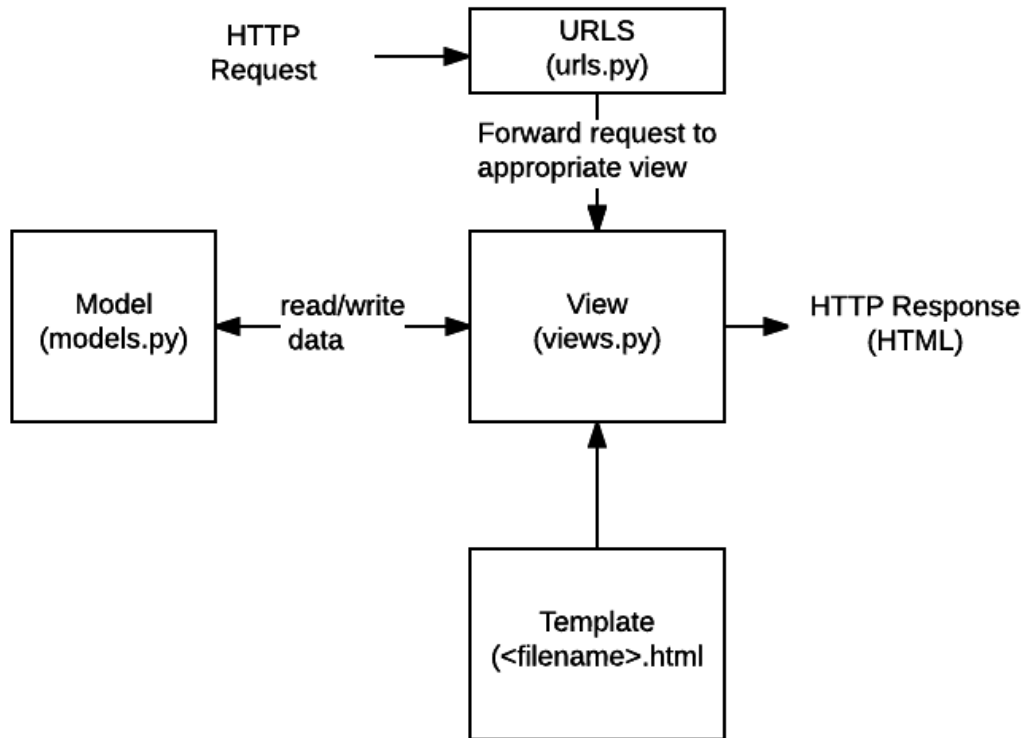 HTTP
Request
URLS
(urls.py)
Forward request to
appropriate view
Model
(models.py)
read/write
data
View
(views.py)
HTTP Response
(HTML)
Template
(<filename>.html